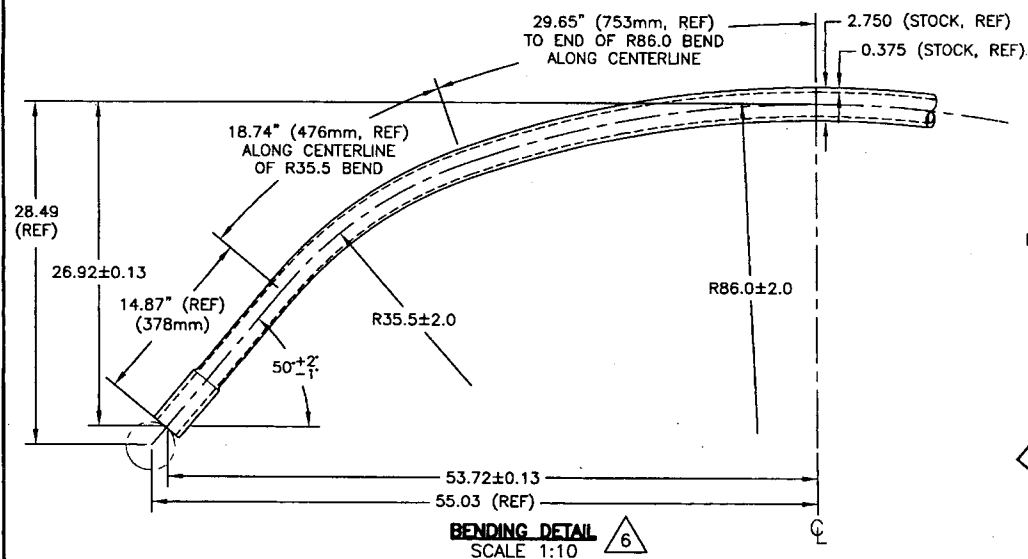 29.65" (753mm, REF)
TO END OF R86.0 BEND
ALONG CENTERLINE
2.750 (STOCK, REF)
0.375 (STOCK, REF)
18.74" (476mm, REF)
ALONG CENTERLINE
OF R35.5 BEND
28.49
(REF)
26.92±0.13
14.87" (REF)
(378mm)
R35.5±2.0
R86.0±2.0
50°+2°
-1°
53.72±0.13
55.03 (REF)
BENDING DETAIL
6
SCALE 1:10
℄